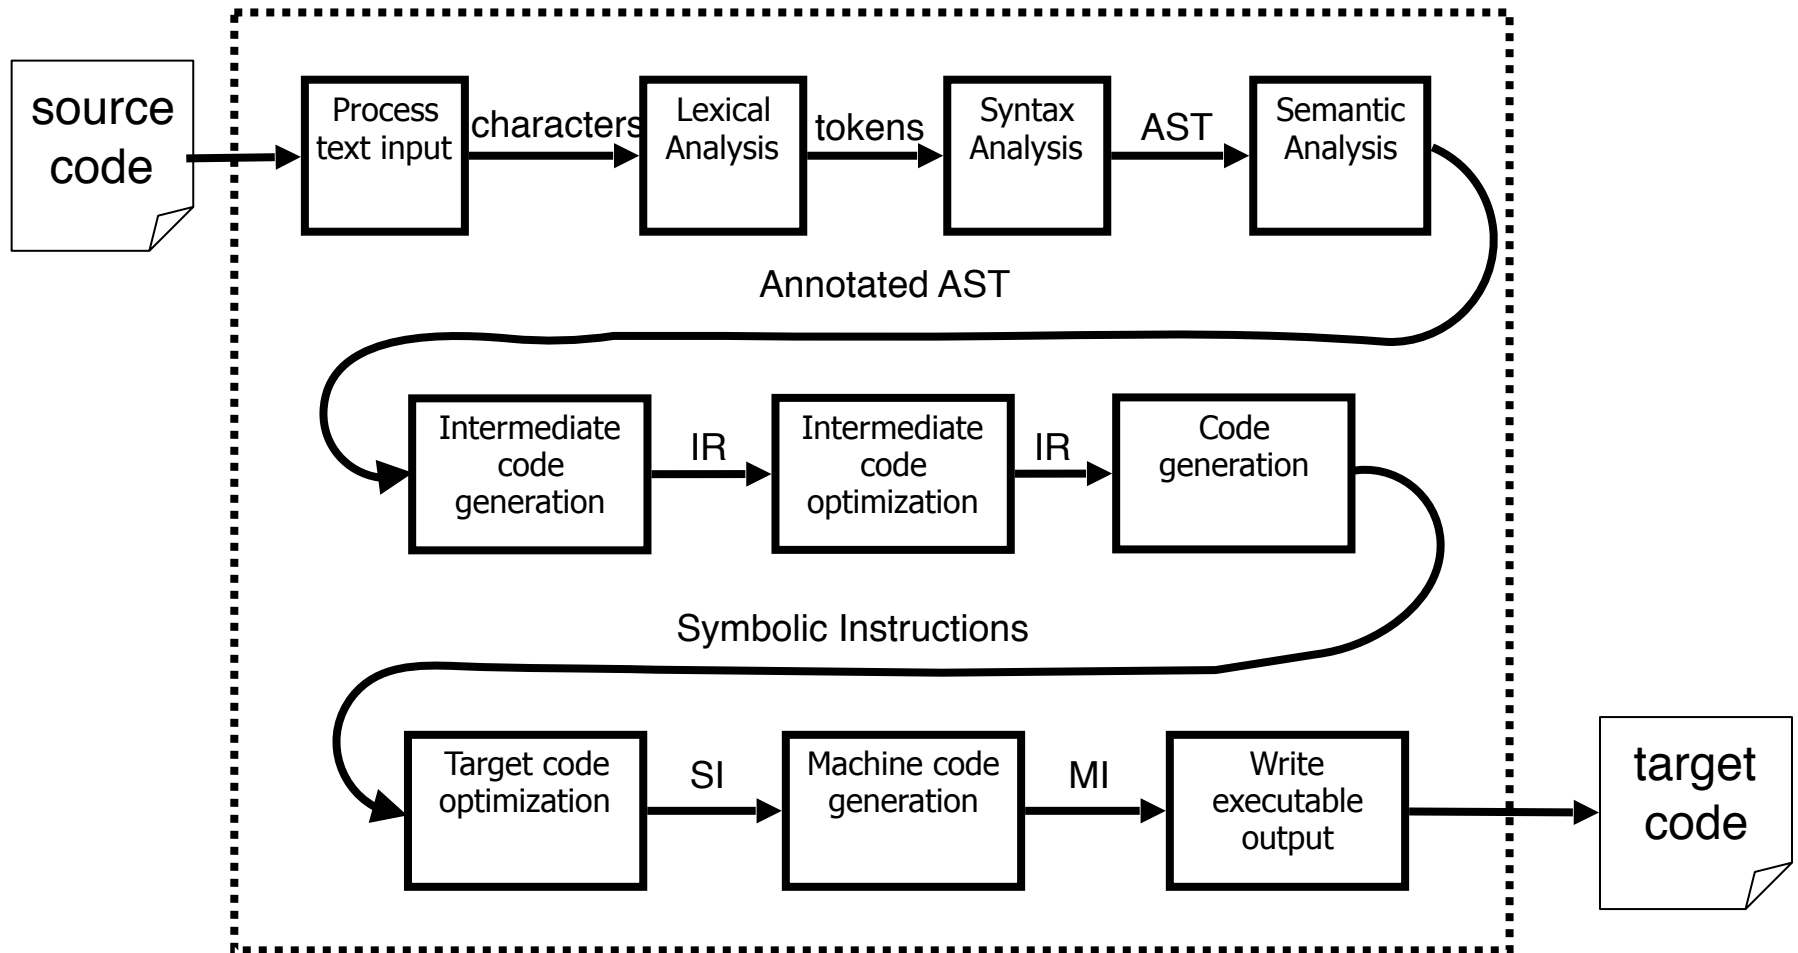 source
code
Process
text input
characters
Lexical
Analysis
tokens
Syntax
Analysis
AST
Semantic
Analysis
Annotated AST
Intermediate
code
generation
IR
Intermediate
code
optimization
IR
Code
generation
Symbolic Instructions
Target code
optimization
SI
Machine code
generation
MI
Write
executable
output
target
code